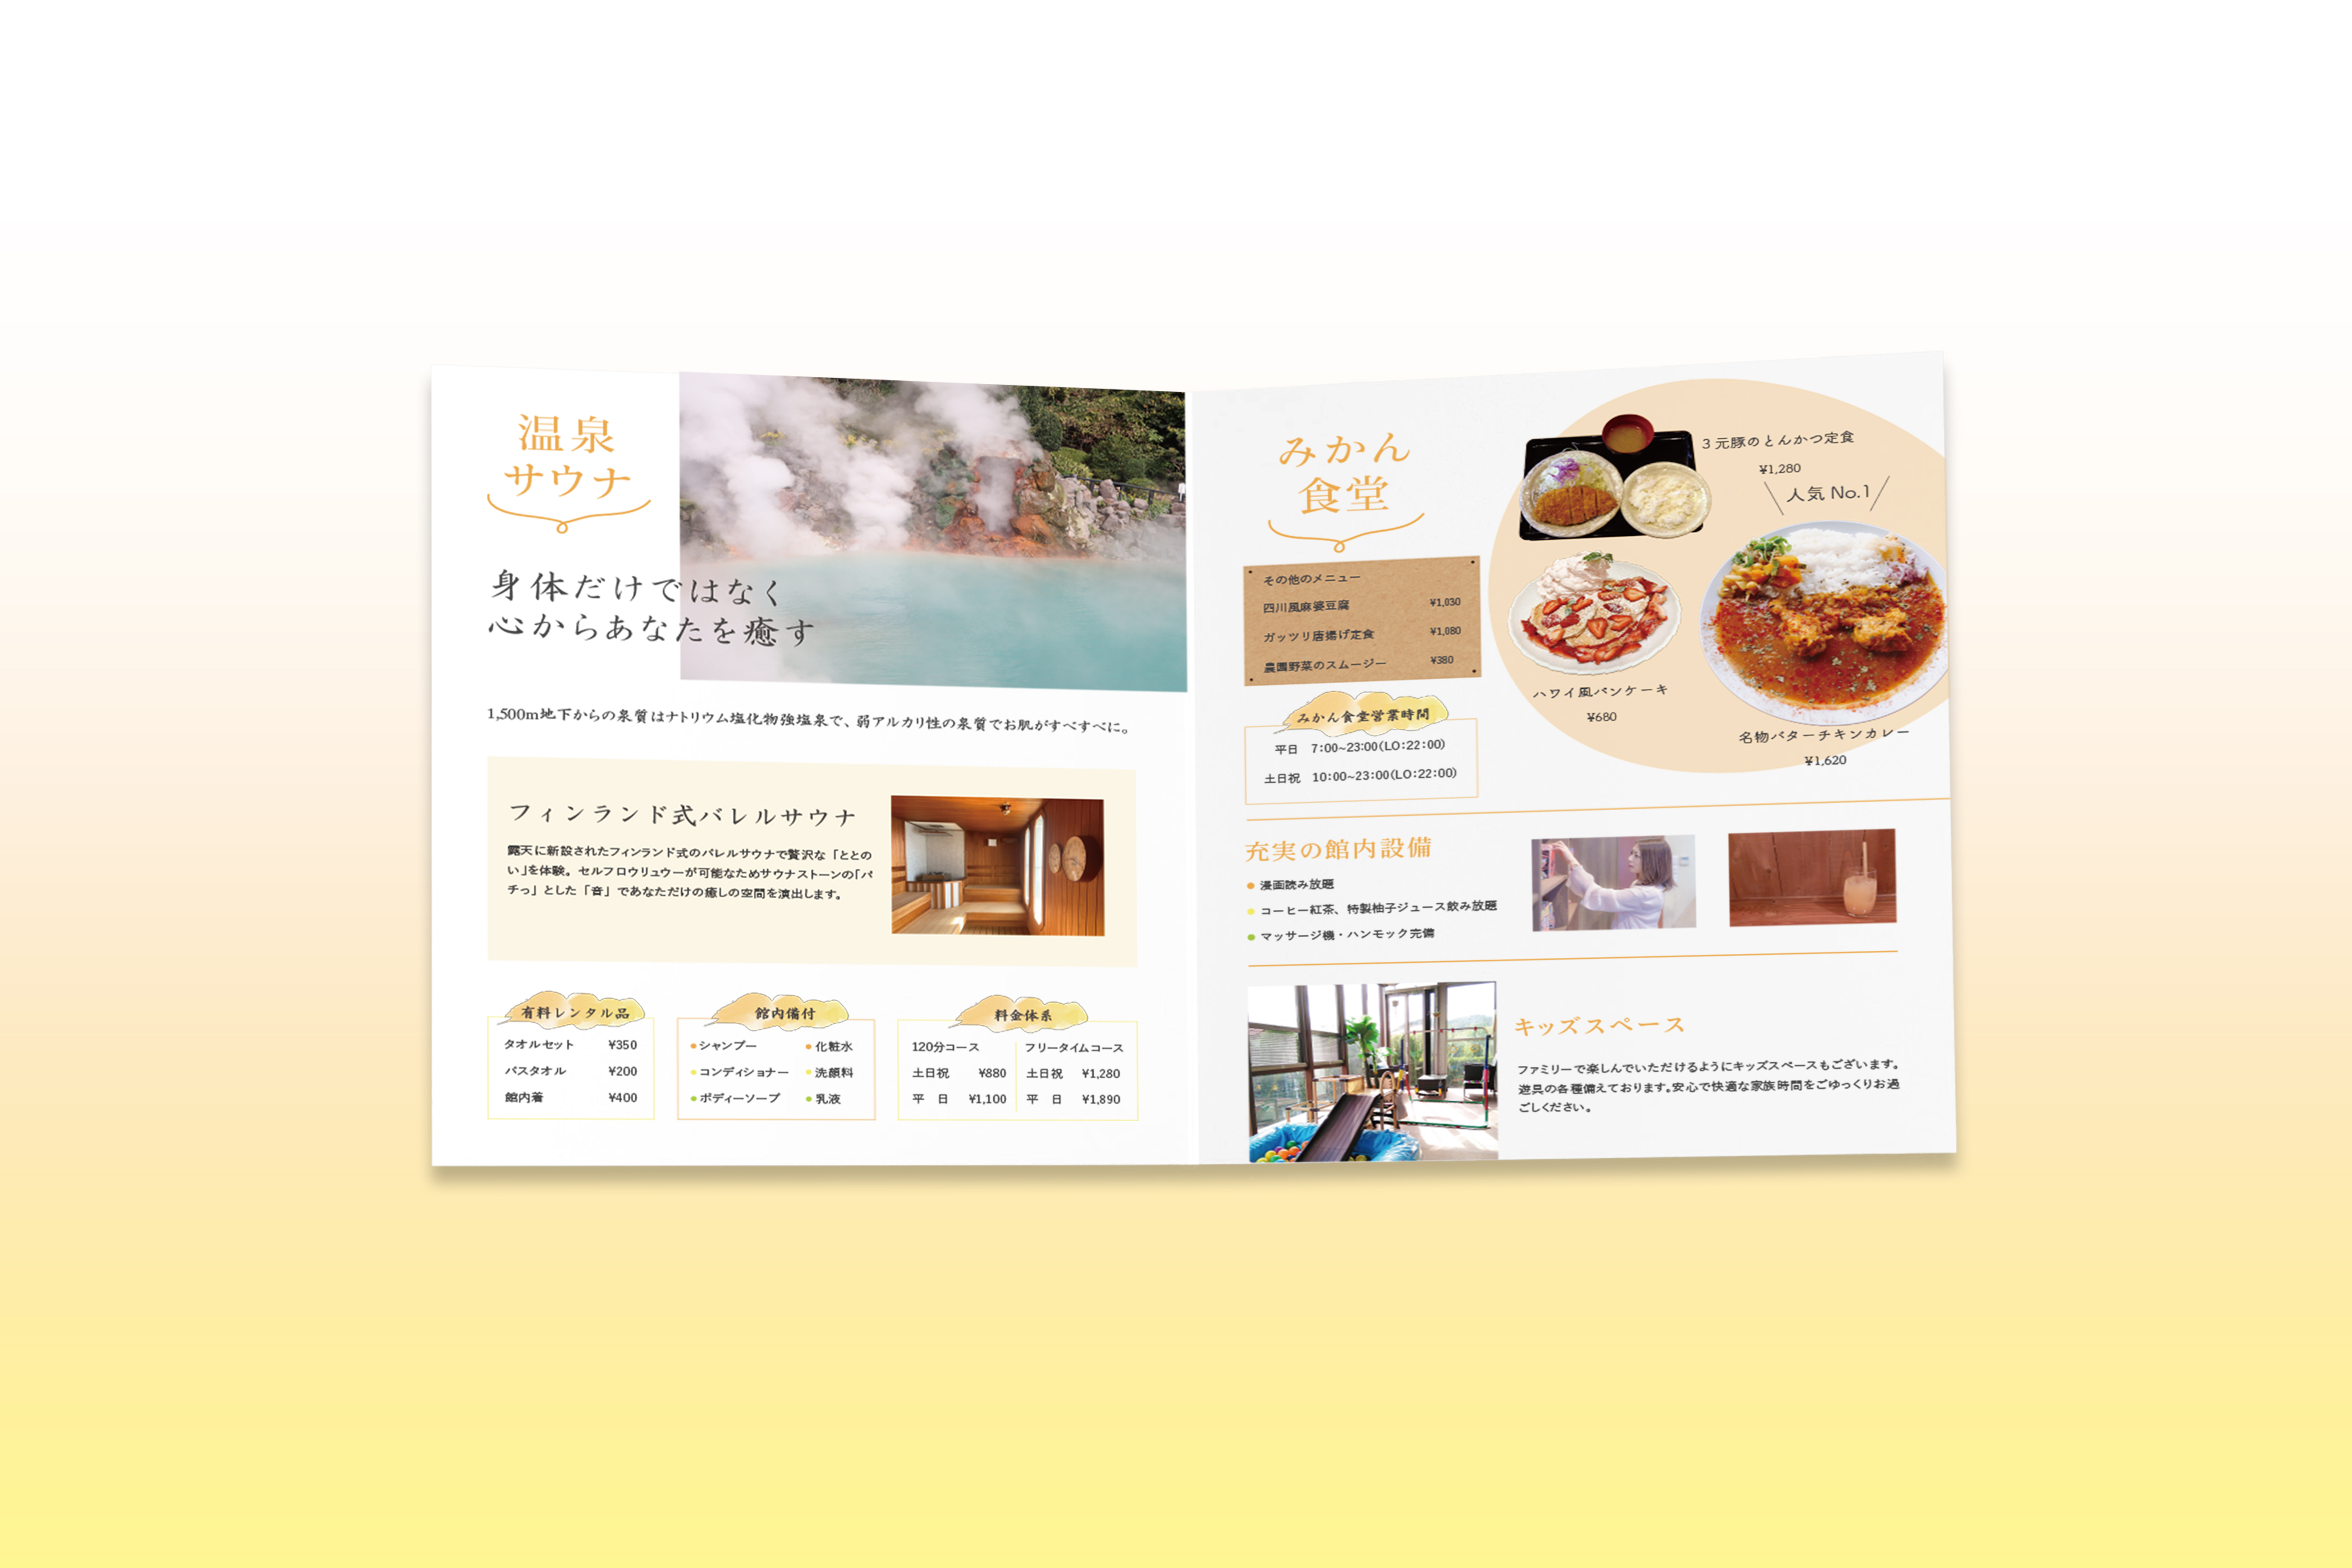 温泉
サウナ
身体だけではなく
心からあなたを癒す
1,500m地下からの泉質はナトリウム塩化物強塩泉で、弱アルカリ性の泉質でお肌がすべすべに。
フィンランド式バレルサウナ
露天に新設されたフィンランド式のバレルサウナで贅沢な「ととの
い」を体験。セルフロウリュウーが可能なためサウナストーンの「パ
チっ」とした「音」であなただけの癒しの空間を演出します。
有料レンタル品
タオルセット ¥350
バスタオル ¥200
館内着 ¥400
館内備付
シャンプー 化粧水
コンディショナー 洗顔料
ボディーソープ 乳液
料金体系
120分コース フリータイムコース
土日祝 ¥880 土日祝 ¥1,280
平 日 ¥1,100 平 日 ¥1,890
みかん
食堂
3元豚のとんかつ定食
¥1,280
人気 No.1
その他のメニュー
四川風麻婆豆腐 ¥1,030
ガッツリ唐揚げ定食 ¥1,080
農園野菜のスムージー ¥380
ハワイ風パンケーキ
¥680
名物バターチキンカレー
¥1,620
みかん食堂営業時間
平日 7:00~23:00(LO:22:00)
土日祝 10:00~23:00(LO:22:00)
充実の館内設備
漫画読み放題
コーヒー紅茶、特製柚子ジュース飲み放題
マッサージ機・ハンモック完備
キッズスペース
ファミリーで楽しんでいただけるようにキッズスペースもございます。
遊具の各種備えております。安心で快適な家族時間をごゆっくりお過
ごしください。